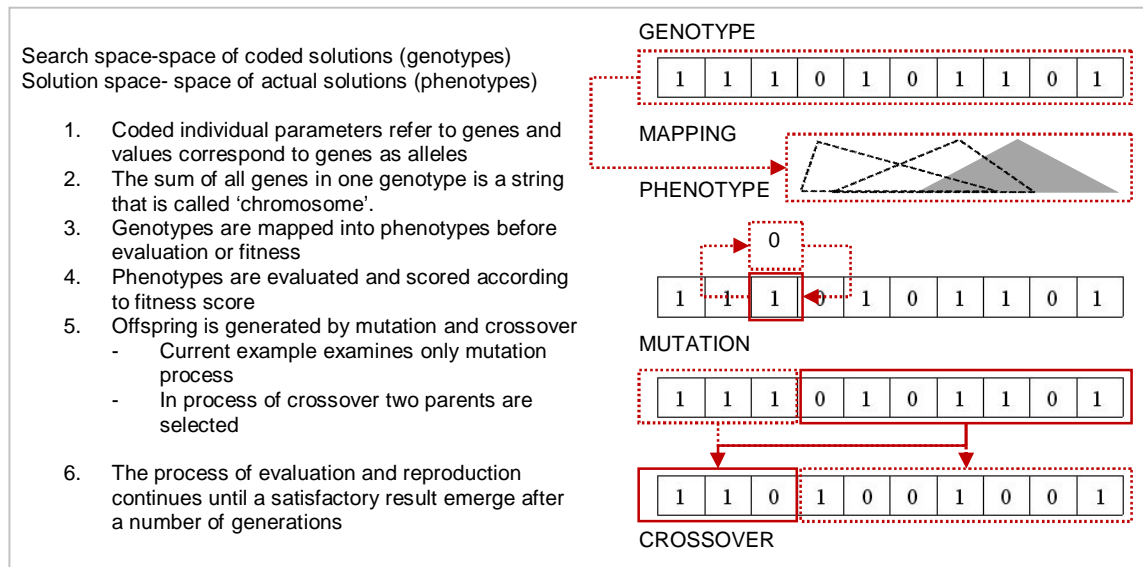 Search space-space of coded solutions (genotypes)
Solution space- space of actual solutions (phenotypes)
1. Coded individual parameters refer to genes and
values correspond to genes as alleles
2. The sum of all genes in one genotype is a string
that is called ‘chromosome’.
3. Genotypes are mapped into phenotypes before
evaluation or fitness
4. Phenotypes are evaluated and scored according
to fitness score
5. Offspring is generated by mutation and crossover
- Current example examines only mutation
process
- In process of crossover two parents are
selected
6. The process of evaluation and reproduction
continues until a satisfactory result emerge after
a number of generations
GENOTYPE
1 1 1 0 1 0 1 1 0 1
MAPPING
PHENOTYPE
0
1 1 1 0 1 0 1 1 0 1
MUTATION
1 1 1 0 1 0 1 1 0 1
1 1 0 1 0 0 1 0 0 1
CROSSOVER